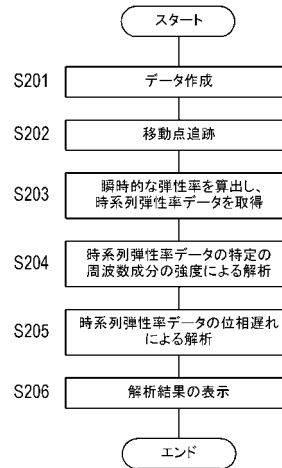 スタート
S201
データ作成
S202
移動点追跡
S203
瞬時的な弾性率を算出し、
時系列弾性率データを取得
S204
時系列弾性率データの特定の
周波数成分の強度による解析
S205
時系列弾性率データの位相遅れ
による解析
S206
解析結果の表示
エンド